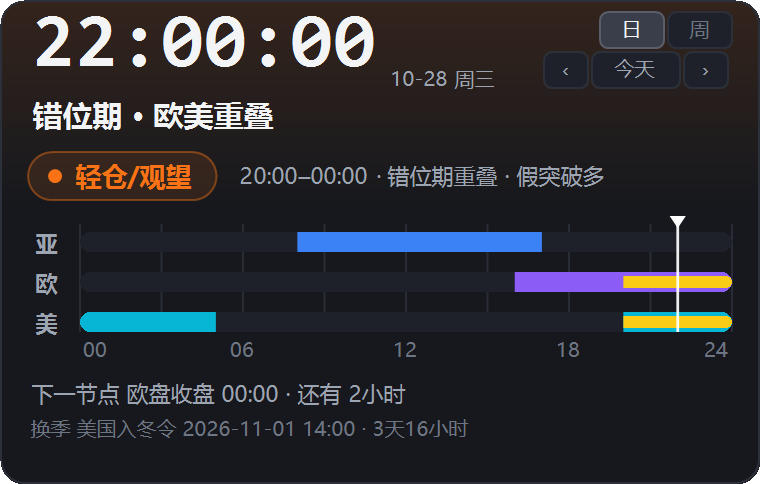 22:00:00
10-28 周三
日 周
‹ 今天 ›
错位期 • 欧美重叠
轻仓/观望
20:00–00:00 · 错位期重叠 · 假突破多
亚
欧
美
00 06 12 18 24
下一节点 欧盘收盘 00:00 · 还有 2小时
换季 美国入冬令 2026-11-01 14:00 · 3天16小时